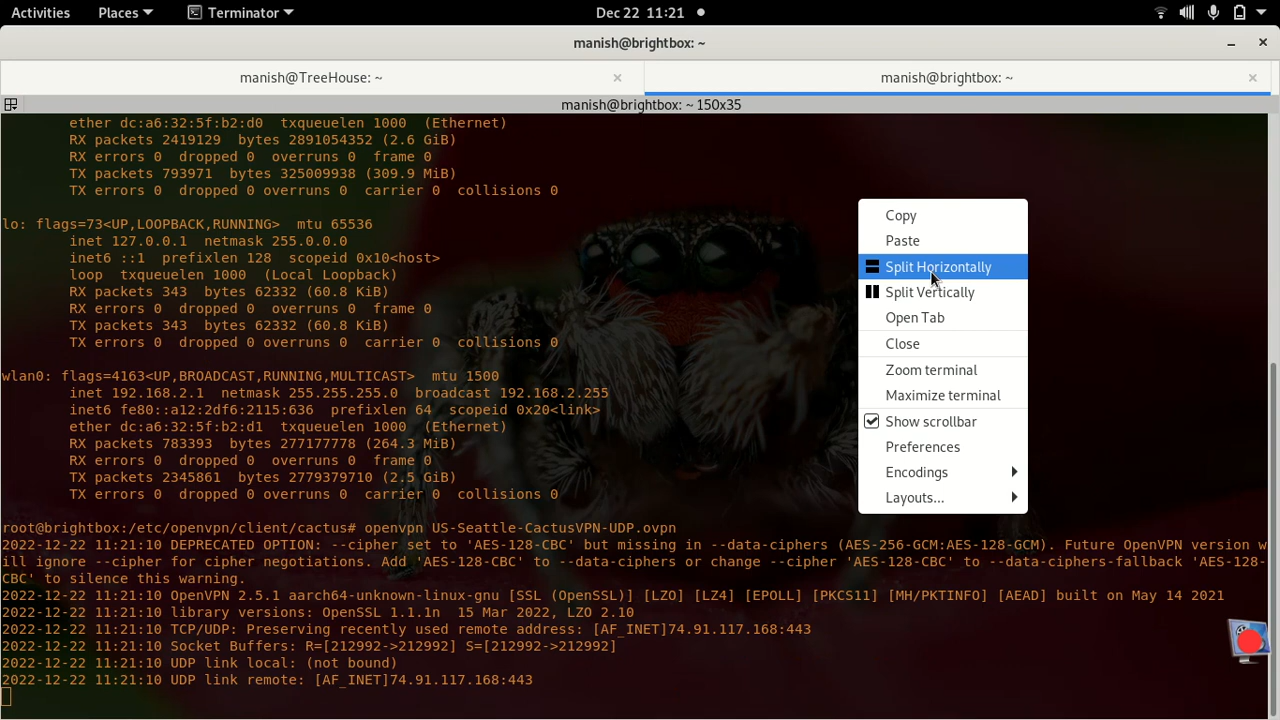 Activities Places Terminator Dec 22 11:21
manish@brightbox: ~
manish@TreeHouse: ~ × manish@brightbox: ~ ×
manish@brightbox: ~ 150x35
ether dc:a6:32:5f:b2:d0 txqueuelen 1000 (Ethernet)
RX packets 2419129 bytes 2891054352 (2.6 GiB)
RX errors 0 dropped 0 overruns 0 frame 0
TX packets 793971 bytes 325009938 (309.9 MiB)
TX errors 0 dropped 0 overruns 0 carrier 0 collisions 0
lo: flags=73<UP,LOOPBACK,RUNNING> mtu 65536
inet 127.0.0.1 netmask 255.0.0.0
inet6 ::1 prefixlen 128 scopeid 0x10<host>
loop txqueuelen 1000 (Local Loopback)
RX packets 343 bytes 62332 (60.8 KiB)
RX errors 0 dropped 0 overruns 0 frame 0
TX packets 343 bytes 62332 (60.8 KiB)
TX errors 0 dropped 0 overruns 0 carrier 0 collisions 0
wlan0: flags=4163<UP,BROADCAST,RUNNING,MULTICAST> mtu 1500
inet 192.168.2.1 netmask 255.255.255.0 broadcast 192.168.2.255
inet6 fe80::a12:2df6:2115:636 prefixlen 64 scopeid 0x20<link>
ether dc:a6:32:5f:b2:d1 txqueuelen 1000 (Ethernet)
RX packets 783393 bytes 277177778 (264.3 MiB)
RX errors 0 dropped 0 overruns 0 frame 0
TX packets 2345861 bytes 2779379710 (2.5 GiB)
TX errors 0 dropped 0 overruns 0 carrier 0 collisions 0
root@brightbox:/etc/openvpn/client/cactus# openvpn US-Seattle-CactusVPN-UDP.ovpn
2022-12-22 11:21:10 DEPRECATED OPTION: --cipher set to 'AES-128-CBC' but missing in --data-ciphers (AES-256-GCM:AES-128-GCM). Future OpenVPN version w
ill ignore --cipher for cipher negotiations. Add 'AES-128-CBC' to --data-ciphers or change --cipher 'AES-128-CBC' to --data-ciphers-fallback 'AES-128-
CBC' to silence this warning.
2022-12-22 11:21:10 OpenVPN 2.5.1 aarch64-unknown-linux-gnu [SSL (OpenSSL)] [LZO] [LZ4] [EPOLL] [PKCS11] [MH/PKTINFO] [AEAD] built on May 14 2021
2022-12-22 11:21:10 library versions: OpenSSL 1.1.1n 15 Mar 2022, LZO 2.10
2022-12-22 11:21:10 TCP/UDP: Preserving recently used remote address: [AF_INET]74.91.117.168:443
2022-12-22 11:21:10 Socket Buffers: R=[212992->212992] S=[212992->212992]
2022-12-22 11:21:10 UDP link local: (not bound)
2022-12-22 11:21:10 UDP link remote: [AF_INET]74.91.117.168:443
Copy
Paste
Split Horizontally
Split Vertically
Open Tab
Close
Zoom terminal
Maximize terminal
Show scrollbar
Preferences
Encodings
Layouts...